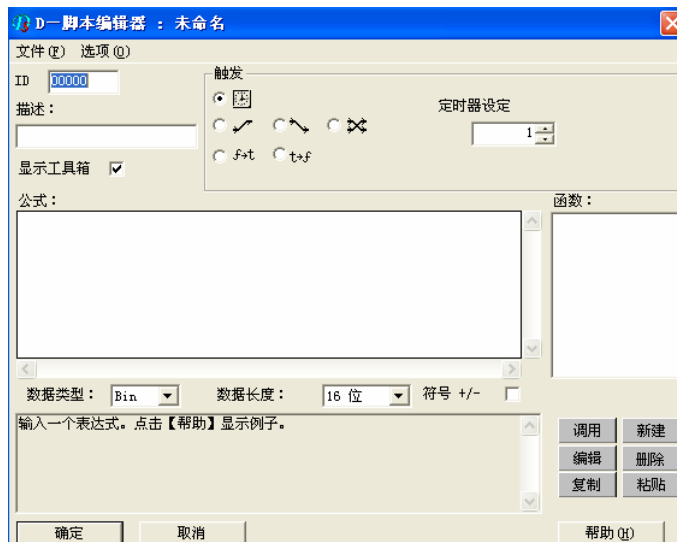 D一脚本编辑器 : 未命名
文件(F) 选项(O)
ID 00000
触发
描述：
定时器设定
1
f→t t→f
显示工具箱
公式： 函数：
数据类型： Bin 数据长度： 16 位 符号 +/-
输入一个表达式。点击【帮助】显示例子。
调用 新建
编辑 删除
复制 粘贴
确定 取消 帮助(H)